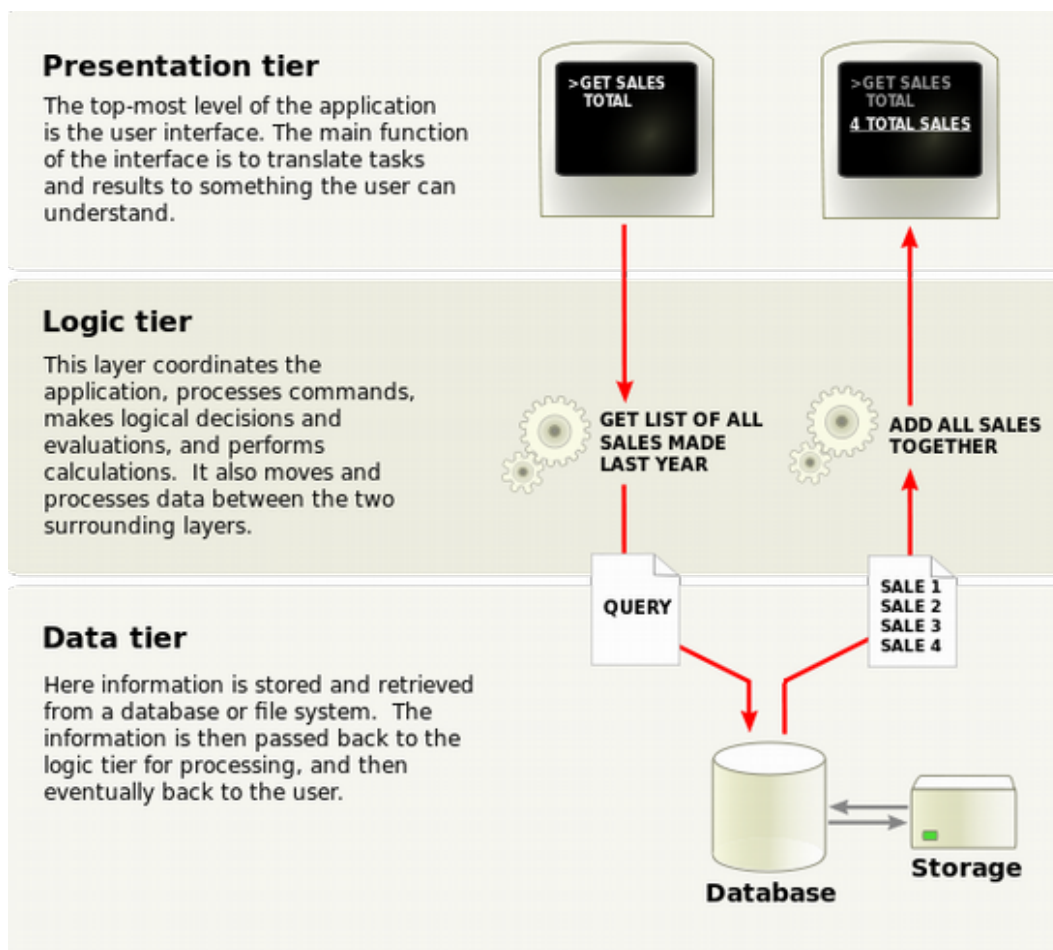 Presentation tier
The top-most level of the application
is the user interface. The main function
of the interface is to translate tasks
and results to something the user can
understand.
>GET SALES
TOTAL
>GET SALES
TOTAL
4 TOTAL SALES
Logic tier
This layer coordinates the
application, processes commands,
makes logical decisions and
evaluations, and performs
calculations.  It also moves and
processes data between the two
surrounding layers.
GET LIST OF ALL
SALES MADE
LAST YEAR
ADD ALL SALES
TOGETHER
Data tier
Here information is stored and retrieved
from a database or file system.  The
information is then passed back to the
logic tier for processing, and then
eventually back to the user.
QUERY
SALE 1
SALE 2
SALE 3
SALE 4
Database
Storage